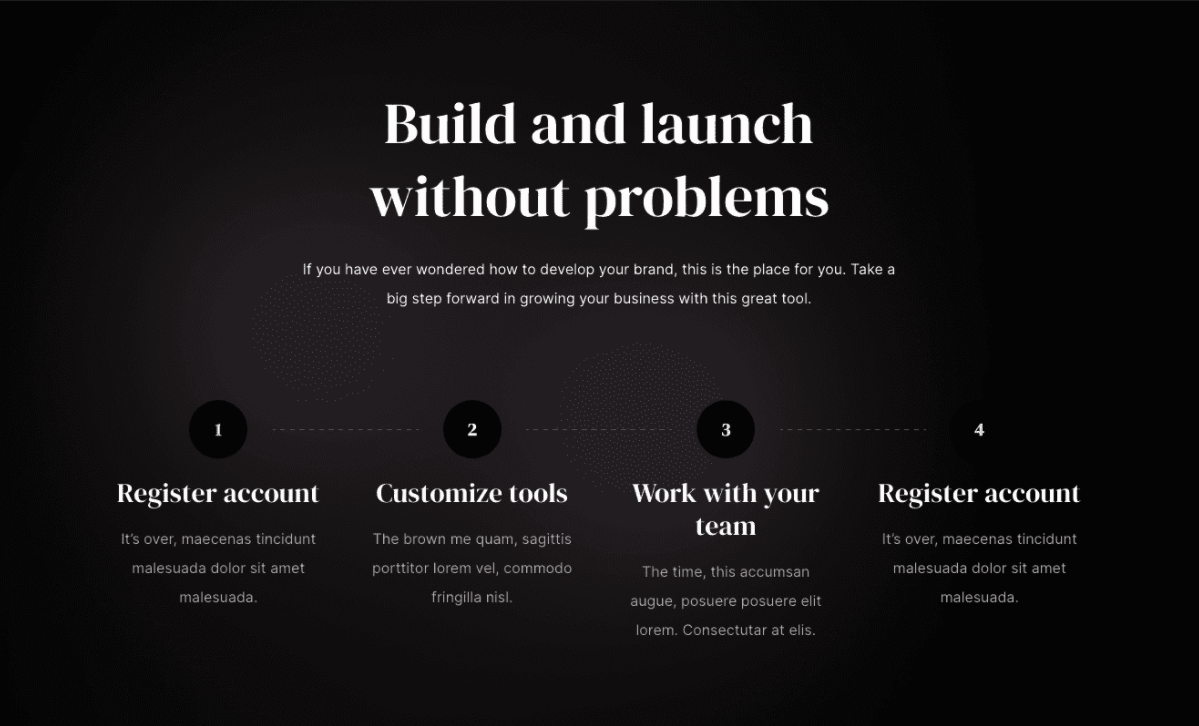 Build and launch
without problems
If you have ever wondered how to develop your brand, this is the place for you. Take a
big step forward in growing your business with this great tool.
1
2
3
4
Register account
Customize tools
Work with your
team
Register account
It's over, maecenas tincidunt
malesuada dolor sit amet
malesuada.
The brown me quam, sagittis
porttitor lorem vel, commodo
fringilla nisl.
The time, this accumsan
augue, posuere posuere elit
lorem. Consectutar at elis.
It's over, maecenas tincidunt
malesuada dolor sit amet
malesuada.